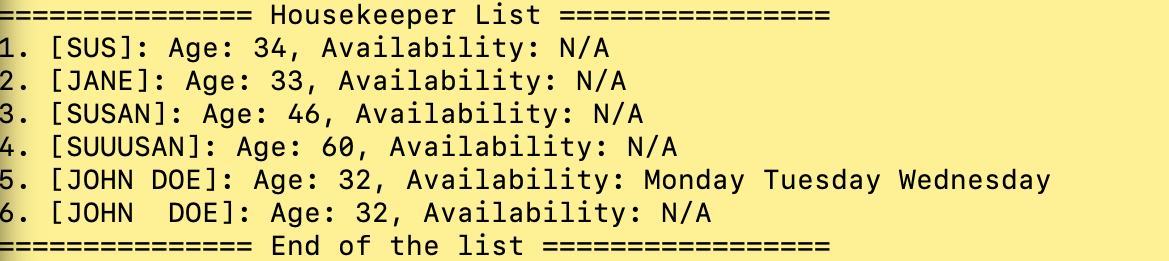 =============== Housekeeper List ================
1. [SUS]: Age: 34, Availability: N/A
2. [JANE]: Age: 33, Availability: N/A
3. [SUSAN]: Age: 46, Availability: N/A
4. [SUUUSAN]: Age: 60, Availability: N/A
5. [JOHN DOE]: Age: 32, Availability: Monday Tuesday Wednesday
6. [JOHN  DOE]: Age: 32, Availability: N/A
=============== End of the list =================